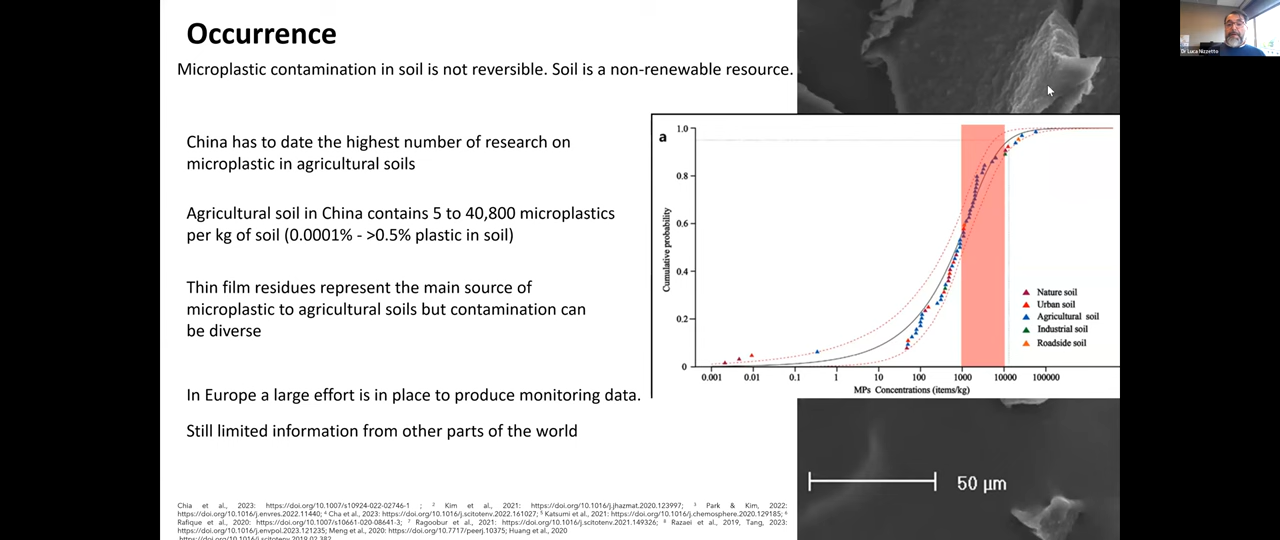 Occurrence
Microplastic contamination in soil is not reversible. Soil is a non-renewable resource.
Dr Luca Nizzetto
China has to date the highest number of research on
microplastic in agricultural soils
Agricultural soil in China contains 5 to 40,800 microplastics
per kg of soil (0.0001% - >0.5% plastic in soil)
Thin film residues represent the main source of
microplastic to agricultural soils but contamination can
be diverse
In Europe a large effort is in place to produce monitoring data.
Still limited information from other parts of the world
a
Cumulative probability
1.0
0.8
0.6
0.4
0.2
0
0.001 0.01 0.1 1 10 100 1000 10000 100000
MPs Concentrations (items/kg)
Nature soil
Urban soil
Agricultural soil
Industrial soil
Roadside soil
50 µm
Chia et al., 2023: https://doi.org/10.1007/s10924-022-02746-1 ; ² Kim et al., 2021: https://doi.org/10.1016/j.jhazmat.2020.123997; ³ Park & Kim, 2022:
https://doi.org/10.1016/j.envres.2022.11440; ⁴ Cha et al., 2023: https://doi.org/10.1016/j.scitotenv.2022.161027; ⁵ Katsumi et al., 2021: https://doi.org/10.1016/j.chemosphere.2020.129185; ⁶
Rafique et al., 2020: https://doi.org/10.1007/s10661-020-08641-3; ⁷ Ragoobur et al., 2021: https://doi.org/10.1016/j.scitotenv.2021.149326; ⁸ Razaei et al., 2019, Tang, 2023:
https://doi.org/10.1016/j.envpol.2023.121235; Meng et al., 2020: https://doi.org/10.7717/peerj.10375; Huang et al., 2020
:https://doi.org/10.1016/j.scitotenv.2019.02.382